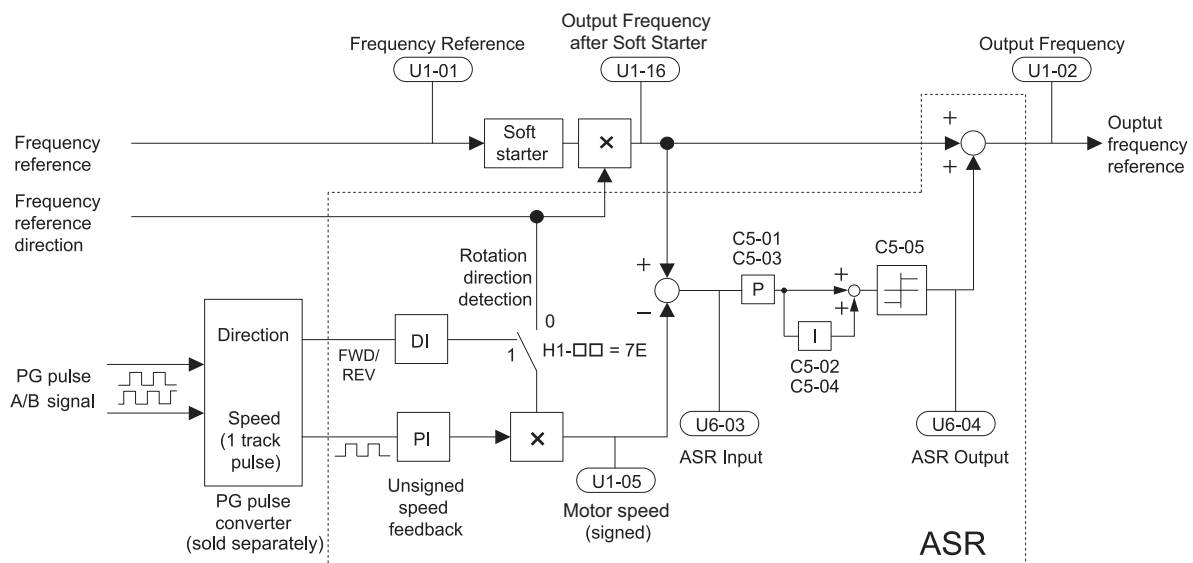 Frequency Reference
U1-01
Output Frequency
after Soft Starter
U1-16
Output Frequency
U1-02
Frequency
reference
Soft
starter
×
+
+
Ouptut
frequency
reference
Frequency
reference
direction
Rotation
direction
detection
C5-01
C5-03
C5-05
+
−
P
+
+
I
C5-02
C5-04
0
1
H1-□□ = 7E
Direction
FWD/
REV
DI
PG pulse
A/B signal
Speed
(1 track
pulse)
PI
×
U6-03
ASR Input
U6-04
ASR Output
U1-05
Motor speed
(signed)
Unsigned
speed
feedback
PG pulse
converter
(sold separately)
ASR